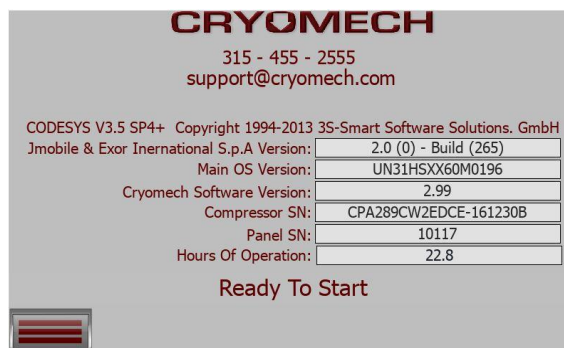 CRYOMECH
315 - 455 - 2555
support@cryomech.com
CODESYS V3.5 SP4+ Copyright 1994-2013 3S-Smart Software Solutions. GmbH
Jmobile & Exor Inernational S.p.A Version: 2.0 (0) - Build (265)
Main OS Version: UN31HSXX60M0196
Cryomech Software Version: 2.99
Compressor SN: CPA289CW2EDCE-161230B
Panel SN: 10117
Hours Of Operation: 22.8
Ready To Start